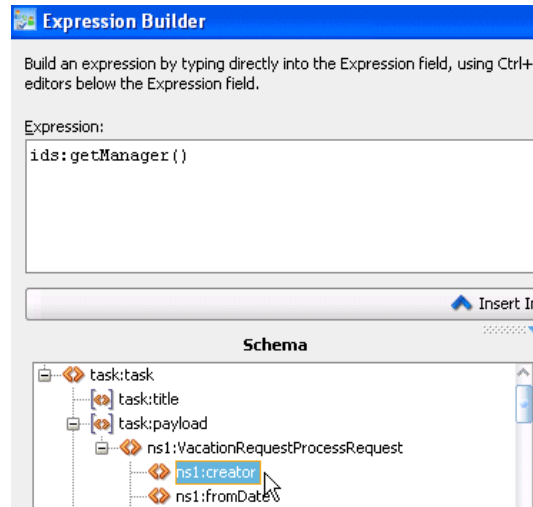 Expression Builder
Build an expression by typing directly into the Expression field, using Ctrl+
editors below the Expression field.
Expression:
ids:getManager()
Insert I
Schema
task:task
task:title
task:payload
ns1:VacationRequestProcessRequest
ns1:creator
ns1:fromDate